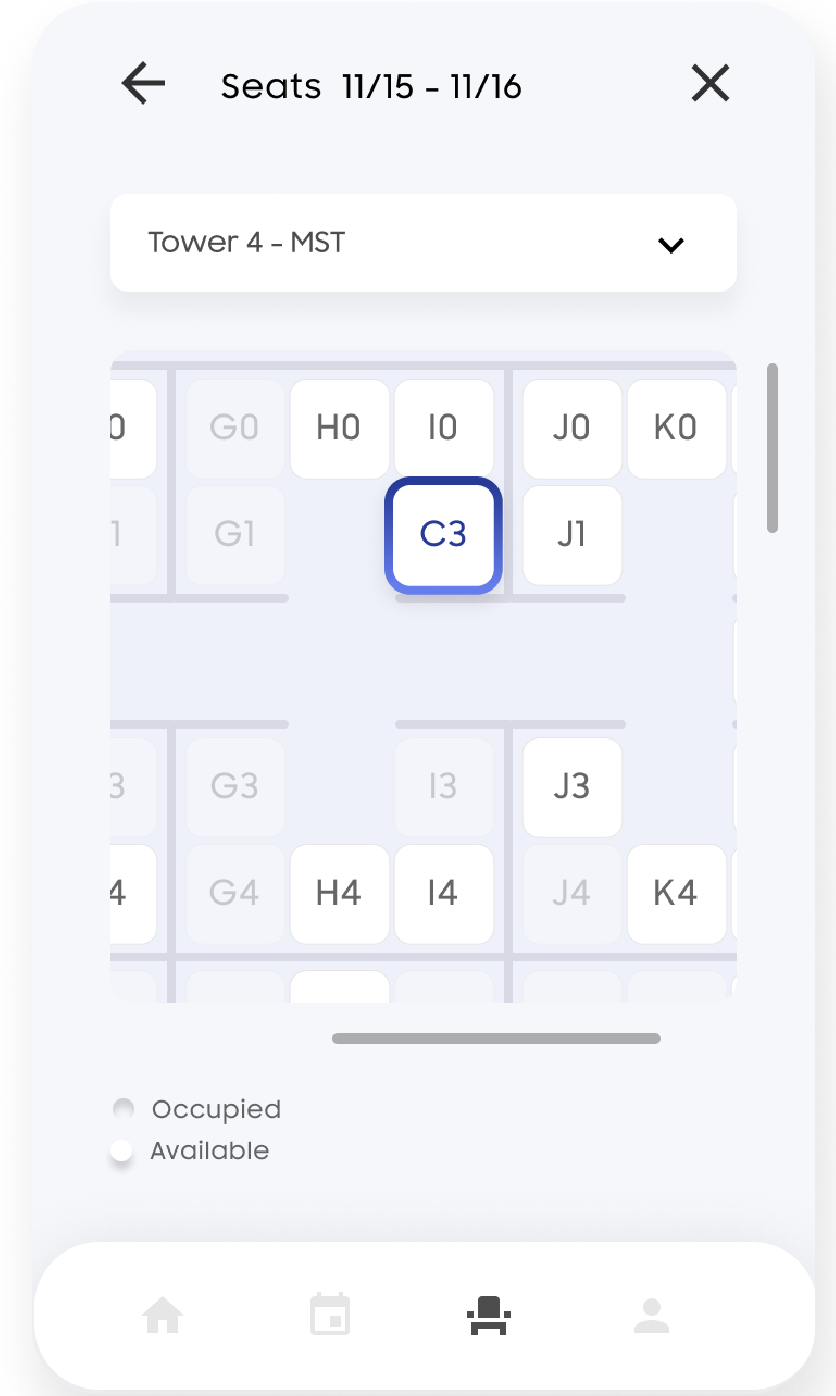 Seats 11/15 - 11/16
Tower 4 - MST
0 G0 H0 I0 J0 K0
1 G1 C3 J1
3 G3 I3 J3
4 G4 H4 I4 J4 K4
Occupied
Available